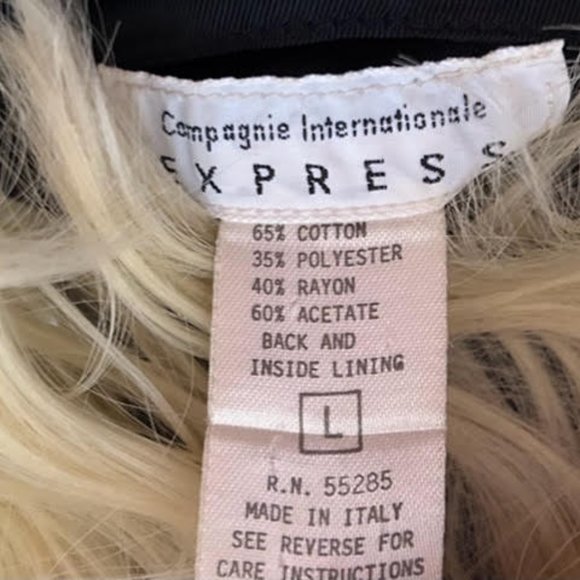 Compagnie Internationale
EXPRESS
65% COTTON
35% POLYESTER
40% RAYON
60% ACETATE
BACK AND
INSIDE LINING
L
R.N. 55285
MADE IN ITALY
SEE REVERSE FOR
CARE INSTRUCTIONS